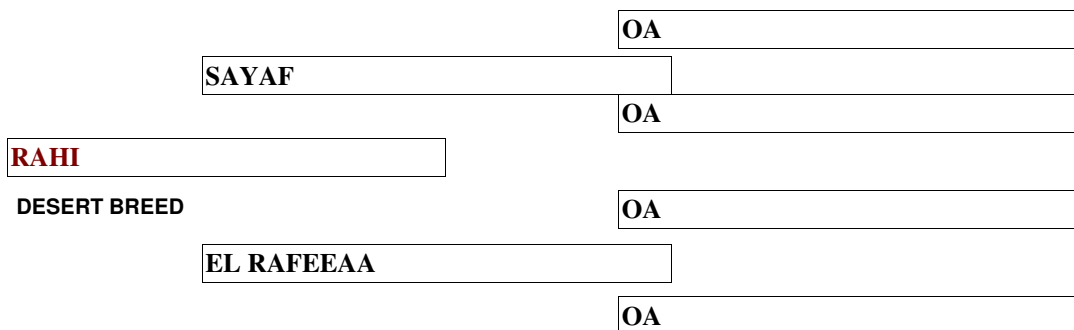 OA
SAYAF
OA
RAHI
DESERT BREED
OA
EL RAFEEAA
OA